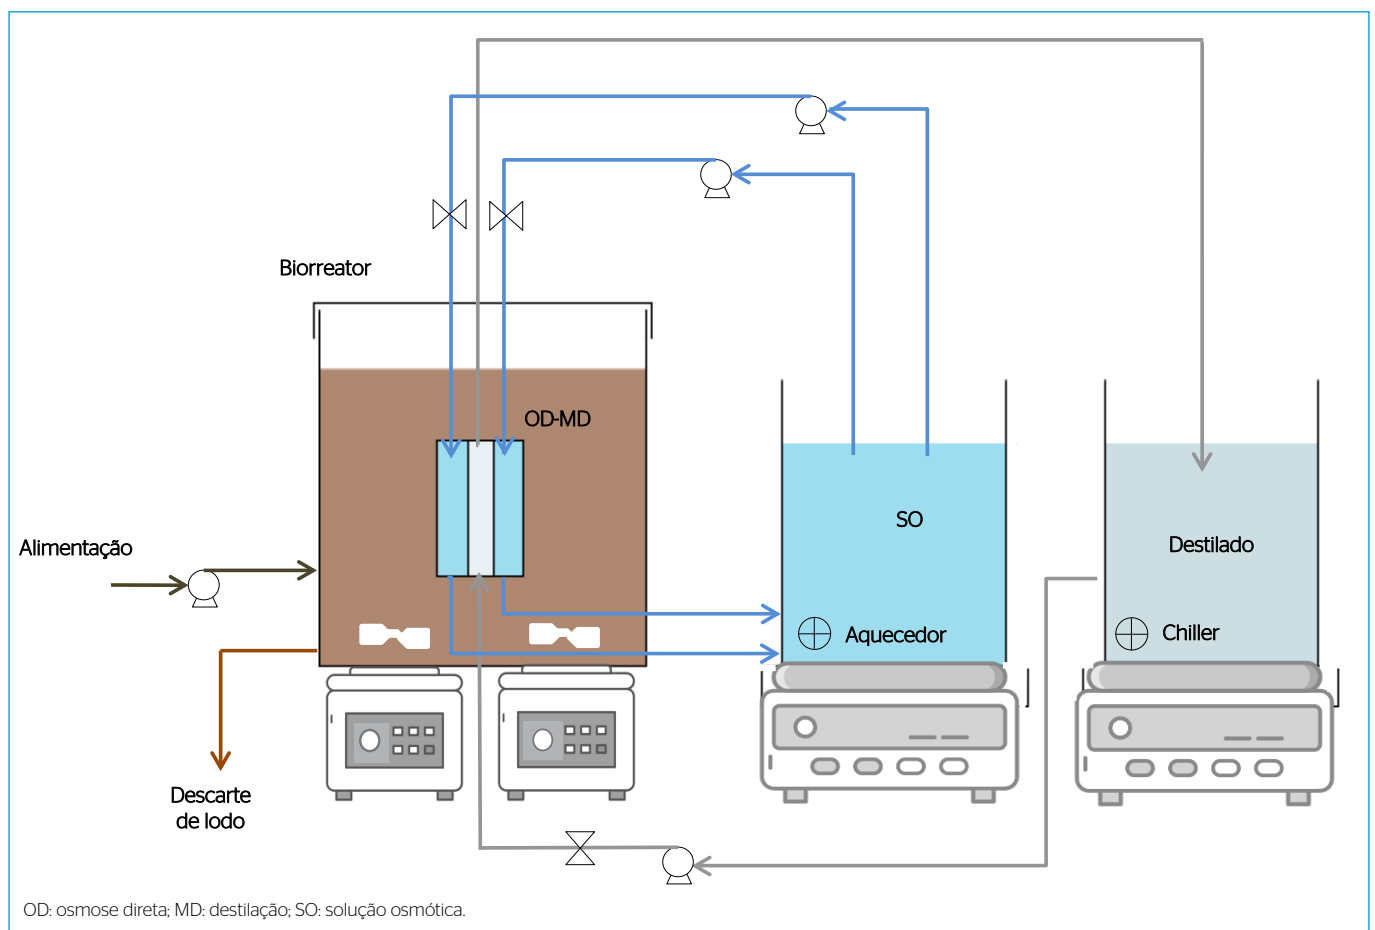 Biorreator
OD-MD
SO
Destilado
Alimentação
Aquecedor
Chiller
Descarte
de lodo
OD: osmose direta; MD: destilação; SO: solução osmótica.